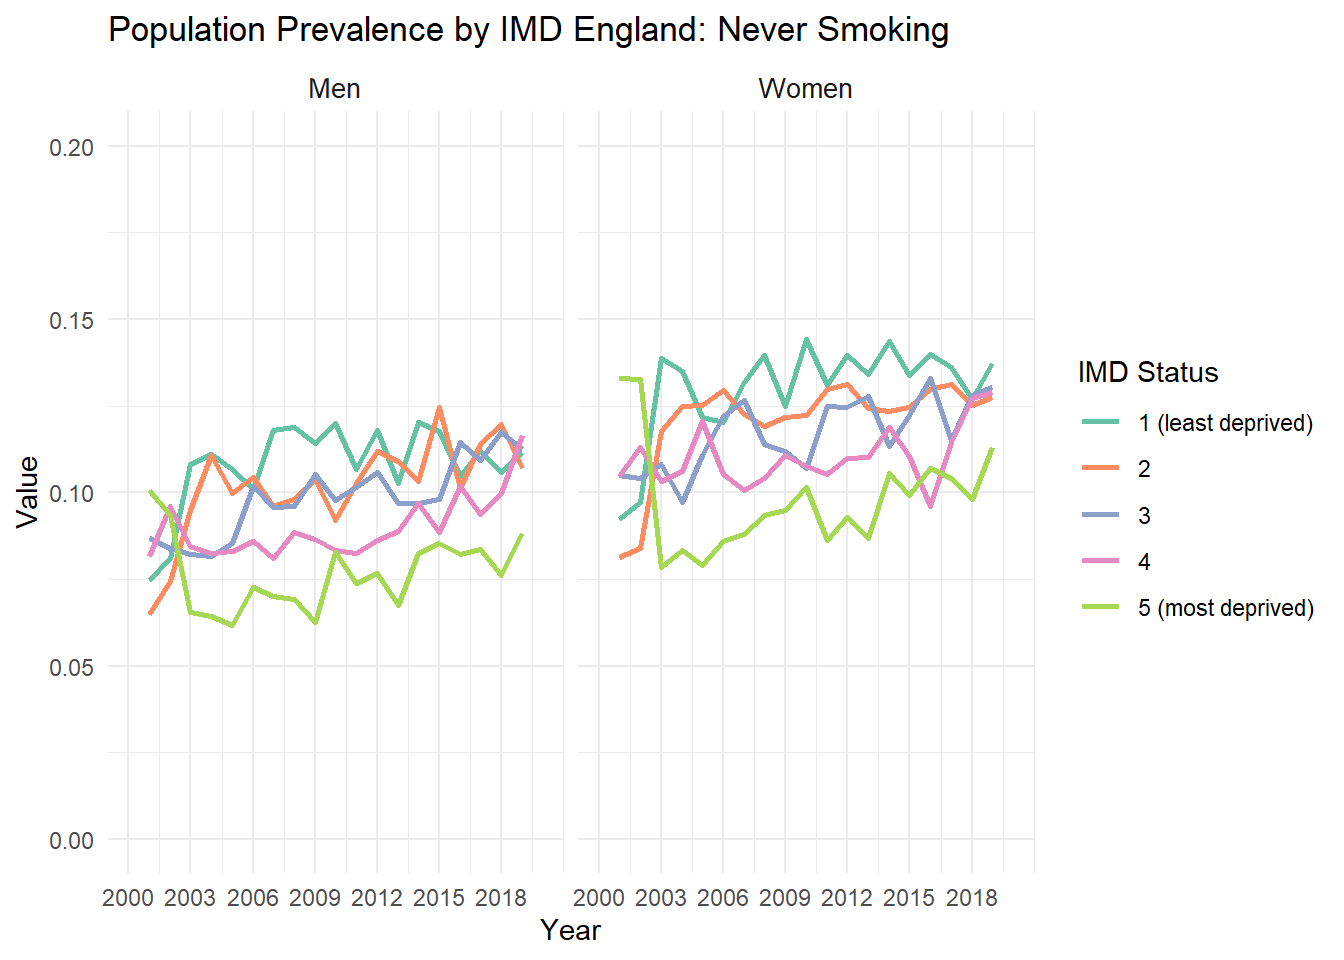 Population Prevalence by IMD England: Never Smoking
Men
Women
0.20
0.15
0.10
0.05
0.00
Value
2000 2003 2006 2009 2012 2015 2018
2000 2003 2006 2009 2012 2015 2018
Year
IMD Status
1 (least deprived)
2
3
4
5 (most deprived)